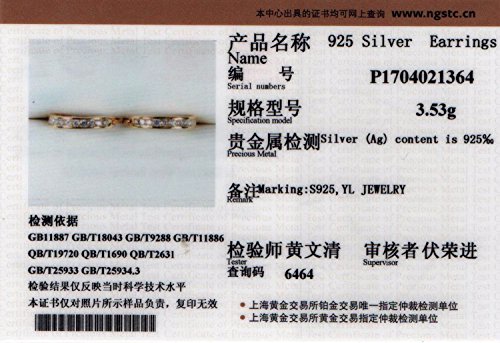 本中心出具的证书均可网上查询 www.ngstc.cn
产品名称 925 Silver Earrings
Name
编 号 P1704021364
Serial numbers
规格型号 3.53g
Specification model
贵金属检测 Silver (Ag) content is 925‰
Precious Metal
备注 Marking:S925,YL JEWELRY
Remark
检测依据
GB11887 GB/T18043 GB/T9288 GB/T11886
QB/T19720 QB/T1690 QB/T2631
GB/T25933 GB/T25934.3
检验结果仅反映当时科学技术水平
本证书仅对照片所示样品负责，复印无效
检验师 黄文清 审核者 伏荣进
Tester Supervisor
查询码 6464
上海黄金交易所铂金交易唯一指定仲裁检测单位
上海黄金交易所黄金交易指定仲裁检测单位